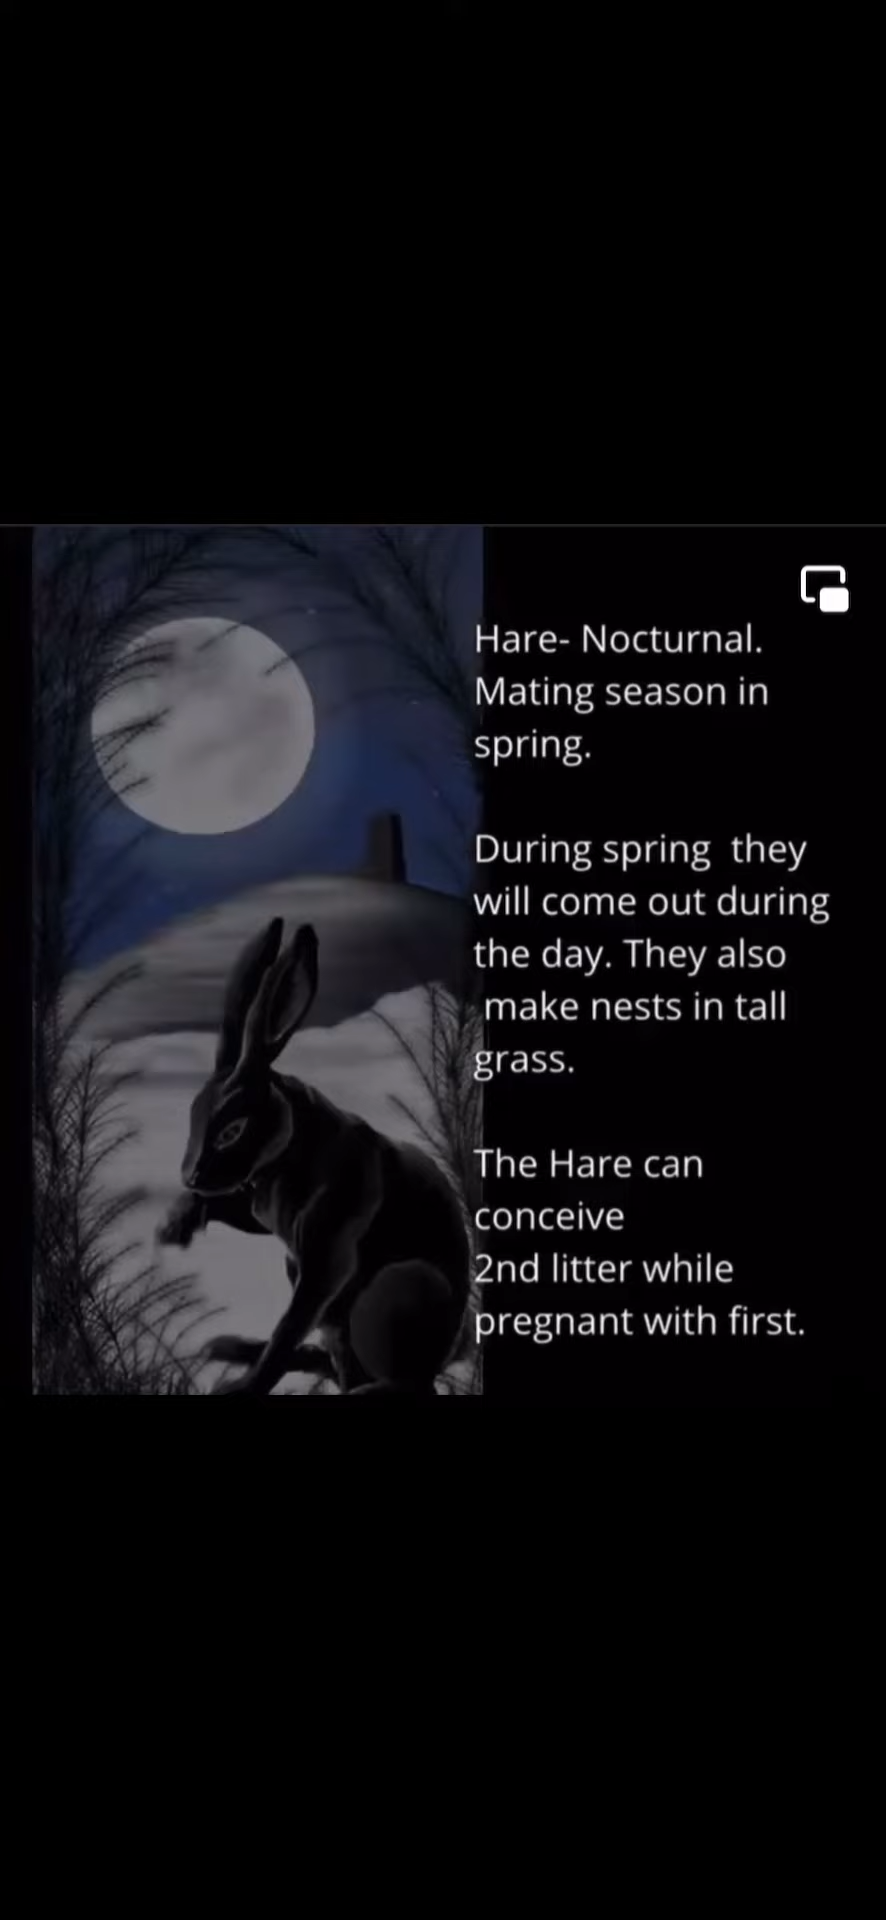 Hare- Nocturnal.
Mating season in
spring.
During spring  they
will come out during
the day. They also
make nests in tall
grass.
The Hare can
conceive
2nd litter while
pregnant with first.